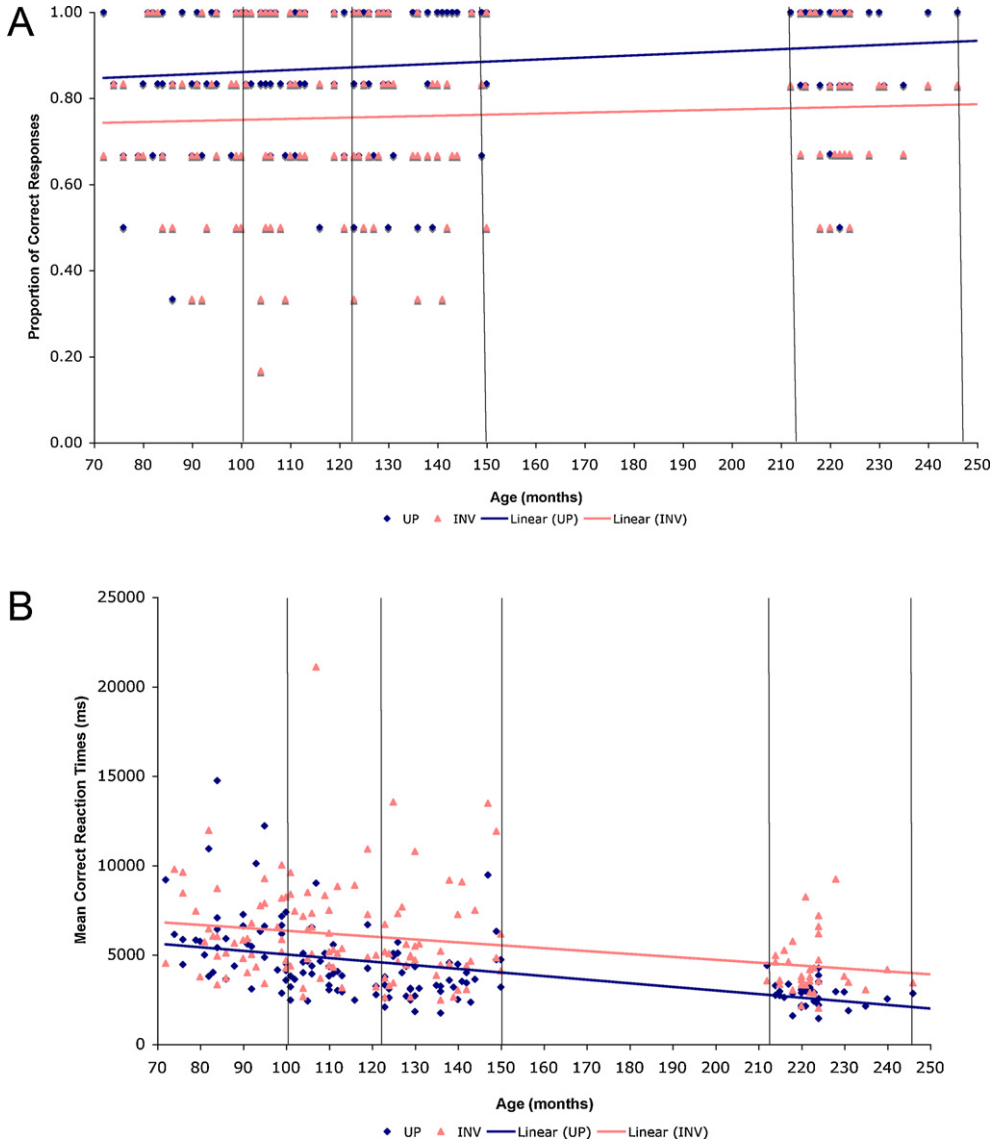 A
Proportion of Correct Responses
1.00
0.80
0.60
0.40
0.20
0.00
70 80 90 100 110 120 130 140 150 160 170 180 190 200 210 220 230 240 250
Age (months)
UP INV Linear (UP) Linear (INV)
B
Mean Correct Reaction Times (ms)
25000
20000
15000
10000
5000
0
70 80 90 100 110 120 130 140 150 160 170 180 190 200 210 220 230 240 250
Age (months)
UP INV Linear (UP) Linear (INV)